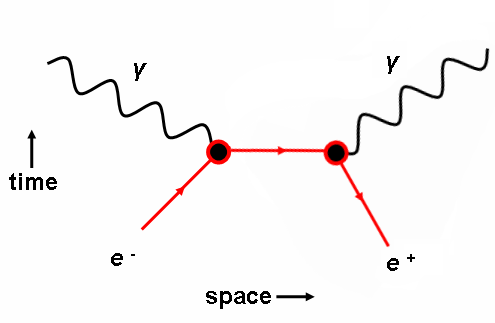 γ
γ
time
e -
e +
space